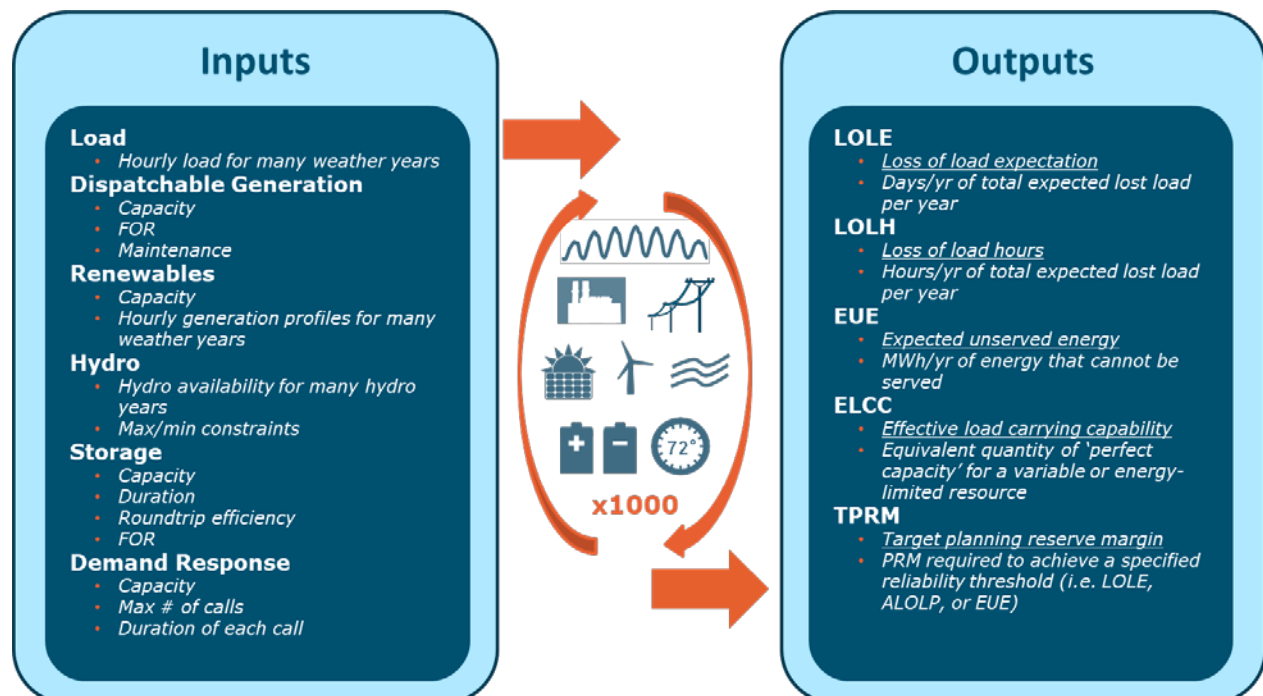 Inputs
Load
• Hourly load for many weather years
Dispatchable Generation
• Capacity
• FOR
• Maintenance
Renewables
• Capacity
• Hourly generation profiles for many
weather years
Hydro
• Hydro availability for many hydro
years
• Max/min constraints
Storage
• Capacity
• Duration
• Roundtrip efficiency
• FOR
Demand Response
• Capacity
• Max # of calls
• Duration of each call
72°
x1000
Outputs
LOLE
• Loss of load expectation
• Days/yr of total expected lost load
per year
LOLH
• Loss of load hours
• Hours/yr of total expected lost load
per year
EUE
• Expected unserved energy
• MWh/yr of energy that cannot be
served
ELCC
• Effective load carrying capability
• Equivalent quantity of ‘perfect
capacity’ for a variable or energy-
limited resource
TPRM
• Target planning reserve margin
• PRM required to achieve a specified
reliability threshold (i.e. LOLE,
ALOLP, or EUE)